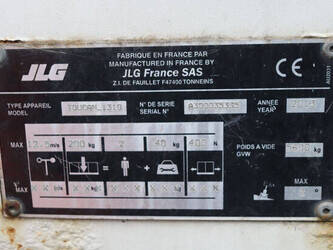 FABRIQUE EN FRANCE PAR
MANUFACTURED IN FRANCE BY
JLG
JLG France SAS
Z.I. DE FAUILLET F47400 TONNEINS
CE
TYPE APPAREIL
MODEL
TOUCAN 1310
N° DE SERIE
SERIAL N°
ANNEE
YEAR
MAX
12.5m/s
200 kg
2
40 kg
400 N
POIDS A VIDE
GVW
kg
MAX